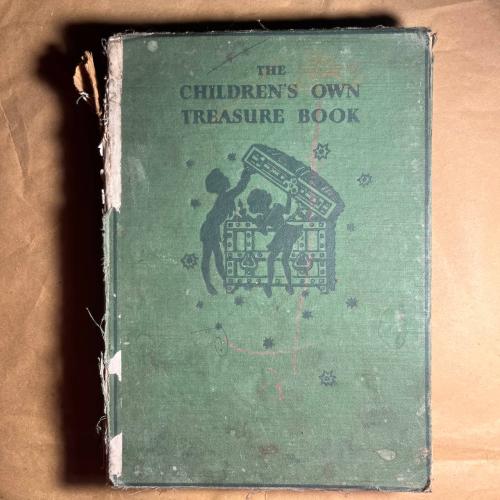 THE
CHILDREN'S OWN
TREASURE BOOK